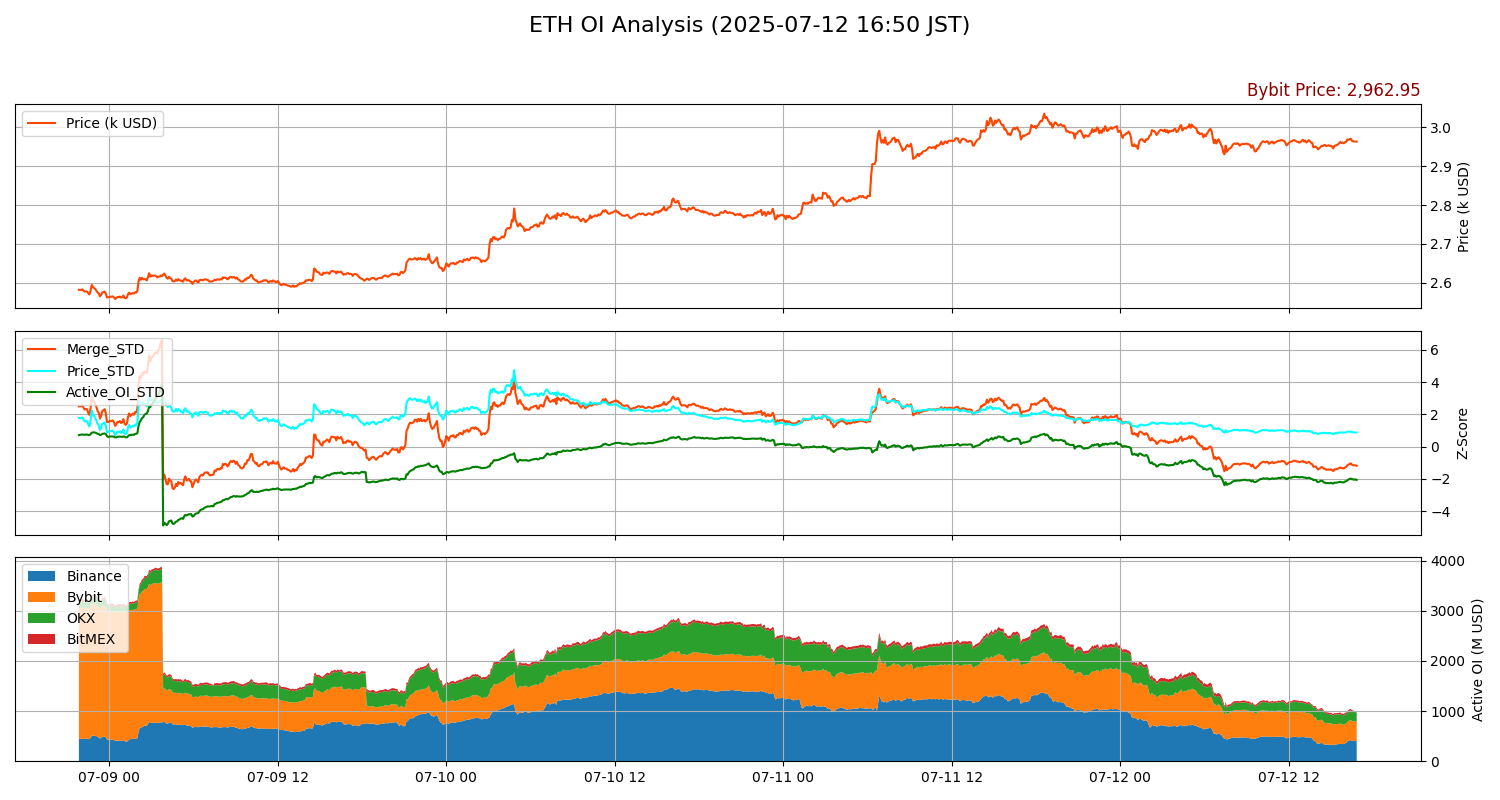 ETH OI Analysis (2025-07-12 16:50 JST)
Bybit Price: 2,962.95
Price (k USD)
3.0
2.9
2.8
2.7
2.6
Price (k USD)
Merge_STD
Price_STD
Active_OI_STD
6
4
2
0
−2
−4
Z-Score
Binance
Bybit
OKX
BitMEX
4000
3000
2000
1000
0
Active OI (M USD)
07-09 00
07-09 12
07-10 00
07-10 12
07-11 00
07-11 12
07-12 00
07-12 12